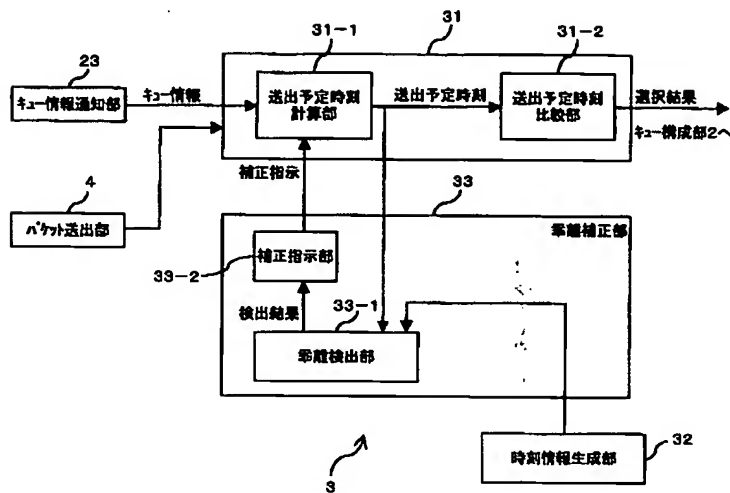 31
31-1
31-2
23
キュー情報通知部
キュー情報
送出予定時刻
計算部
送出予定時刻
送出予定時刻
比較部
選択結果
キュー構成部2へ
4
パケット送出部
補正指示
33
乖離補正部
補正指示部
33-2
検出結果
33-1
乖離検出部
時刻情報生成部
32
3